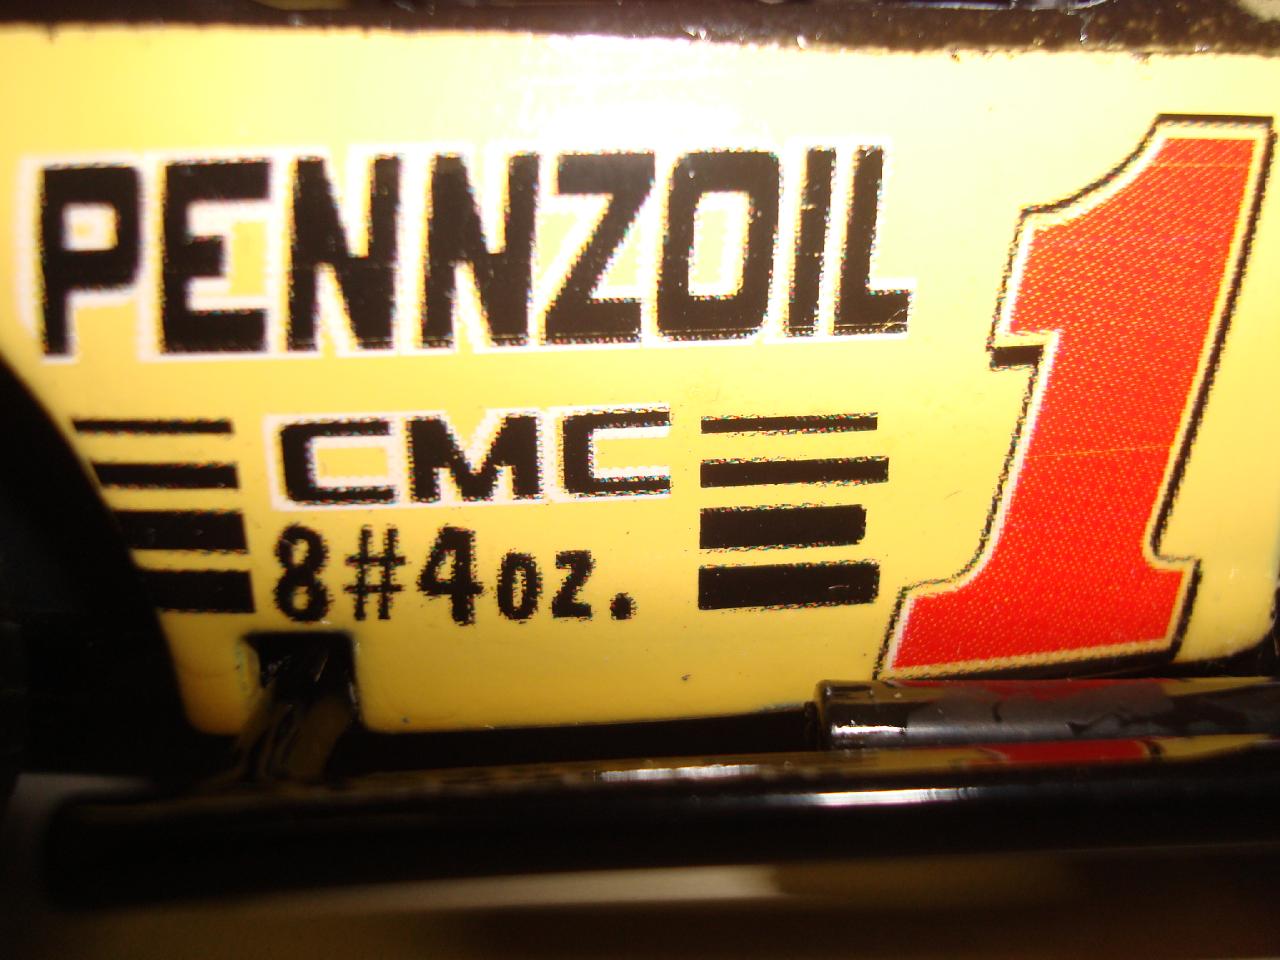 PENNZOIL
1
CMC
8#4oz.